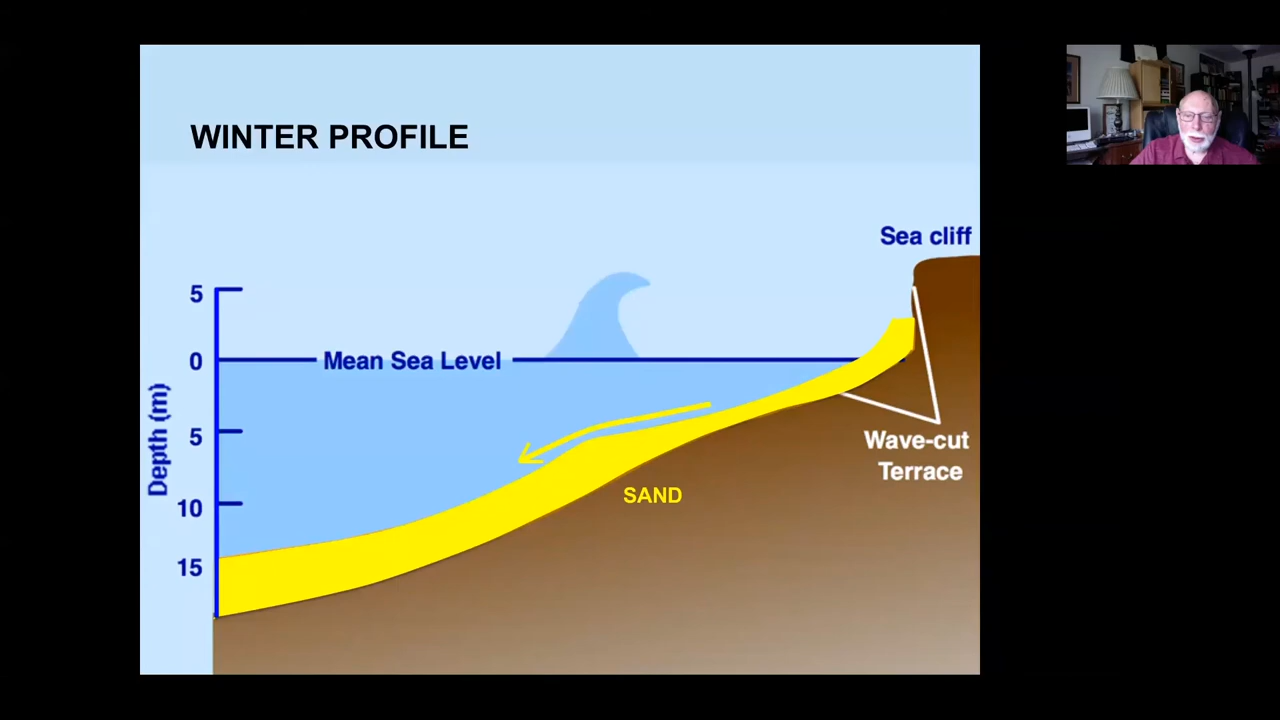 WINTER PROFILE
Sea cliff
5
0
Mean Sea Level
5
10
15
Depth (m)
Wave-cut
Terrace
SAND